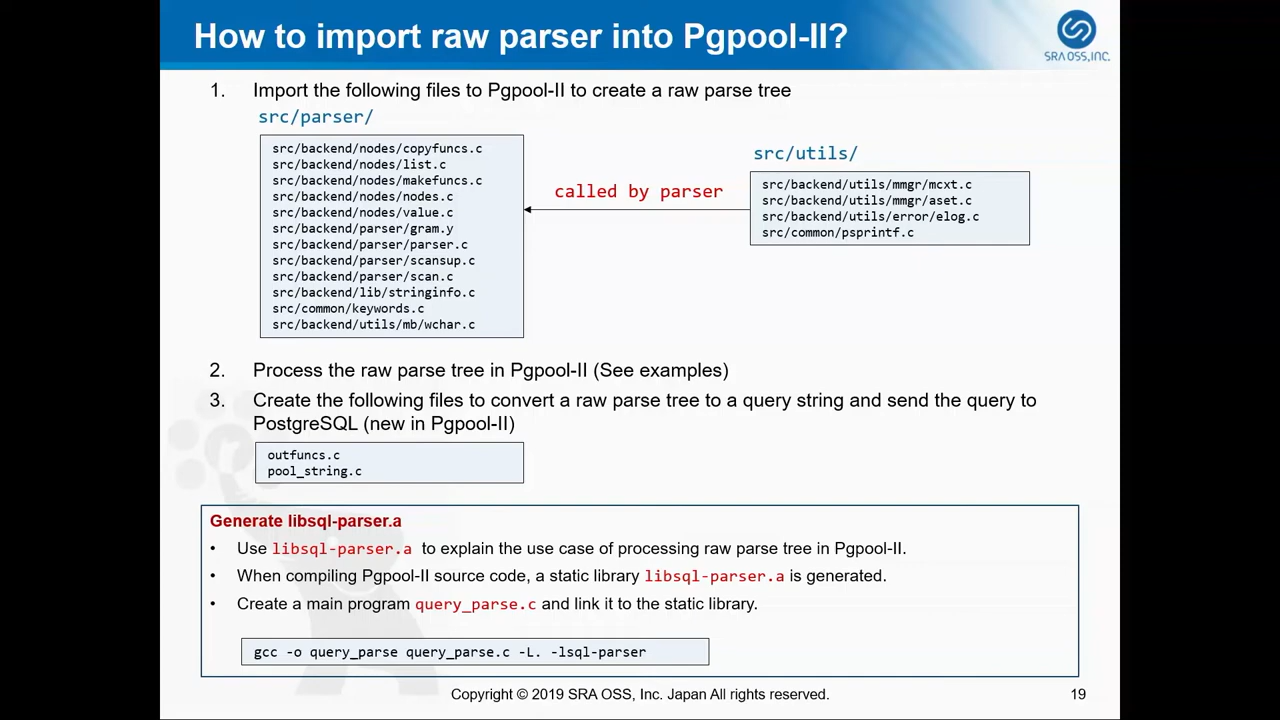 How to import raw parser into Pgpool-II?
SRA OSS, INC.
1. Import the following files to Pgpool-II to create a raw parse tree
src/parser/
src/backend/nodes/copyfuncs.c
src/backend/nodes/list.c
src/backend/nodes/makefuncs.c
src/backend/nodes/nodes.c
src/backend/nodes/value.c
src/backend/parser/gram.y
src/backend/parser/parser.c
src/backend/parser/scansup.c
src/backend/parser/scan.c
src/backend/lib/stringinfo.c
src/common/keywords.c
src/backend/utils/mb/wchar.c
called by parser
src/utils/
src/backend/utils/mmgr/mcxt.c
src/backend/utils/mmgr/aset.c
src/backend/utils/error/elog.c
src/common/psprintf.c
2. Process the raw parse tree in Pgpool-II (See examples)
3. Create the following files to convert a raw parse tree to a query string and send the query to
PostgreSQL (new in Pgpool-II)
outfuncs.c
pool_string.c
Generate libsql-parser.a
• Use libsql-parser.a to explain the use case of processing raw parse tree in Pgpool-II.
• When compiling Pgpool-II source code, a static library libsql-parser.a is generated.
• Create a main program query_parse.c and link it to the static library.
gcc -o query_parse query_parse.c -L. -lsql-parser
Copyright © 2019 SRA OSS, Inc. Japan All rights reserved.
19